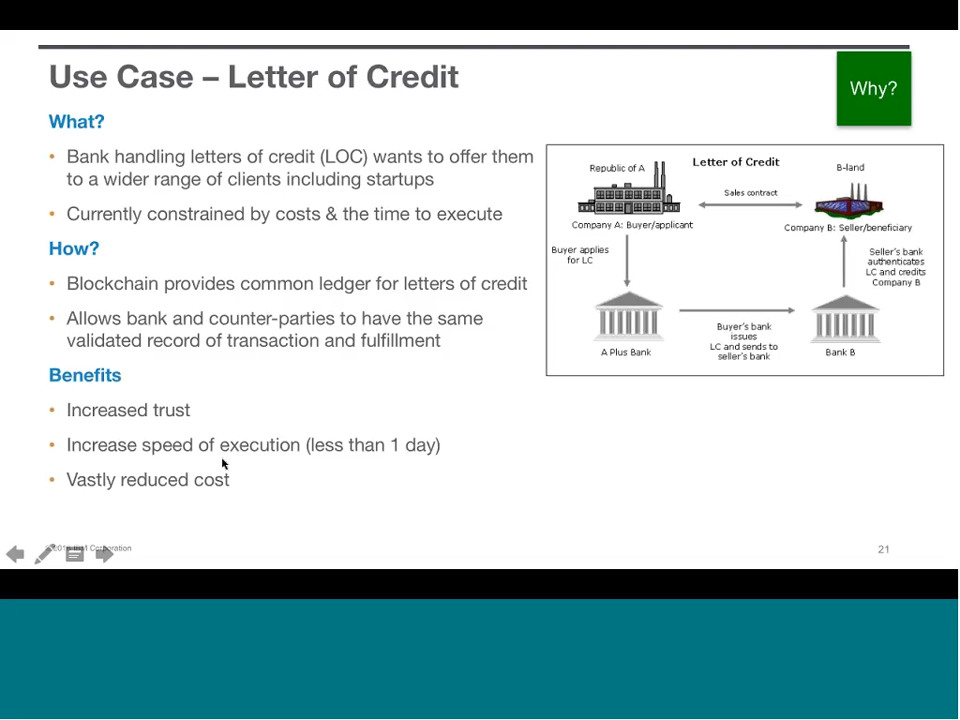 Use Case – Letter of Credit
Why?
What?
• Bank handling letters of credit (LOC) wants to offer them
to a wider range of clients including startups
• Currently constrained by costs & the time to execute
How?
• Blockchain provides common ledger for letters of credit
• Allows bank and counter-parties to have the same
validated record of transaction and fulfillment
Benefits
• Increased trust
• Increase speed of execution (less than 1 day)
• Vastly reduced cost
Letter of Credit
Republic of A
B-land
Sales contract
Company A: Buyer/applicant
Company B: Seller/beneficiary
Buyer applies
for LC
Seller's bank
authenticates
LC and credits
Company B
Buyer's bank
issues
LC and sends to
seller's bank
A Plus Bank
Bank B
Corporation
21